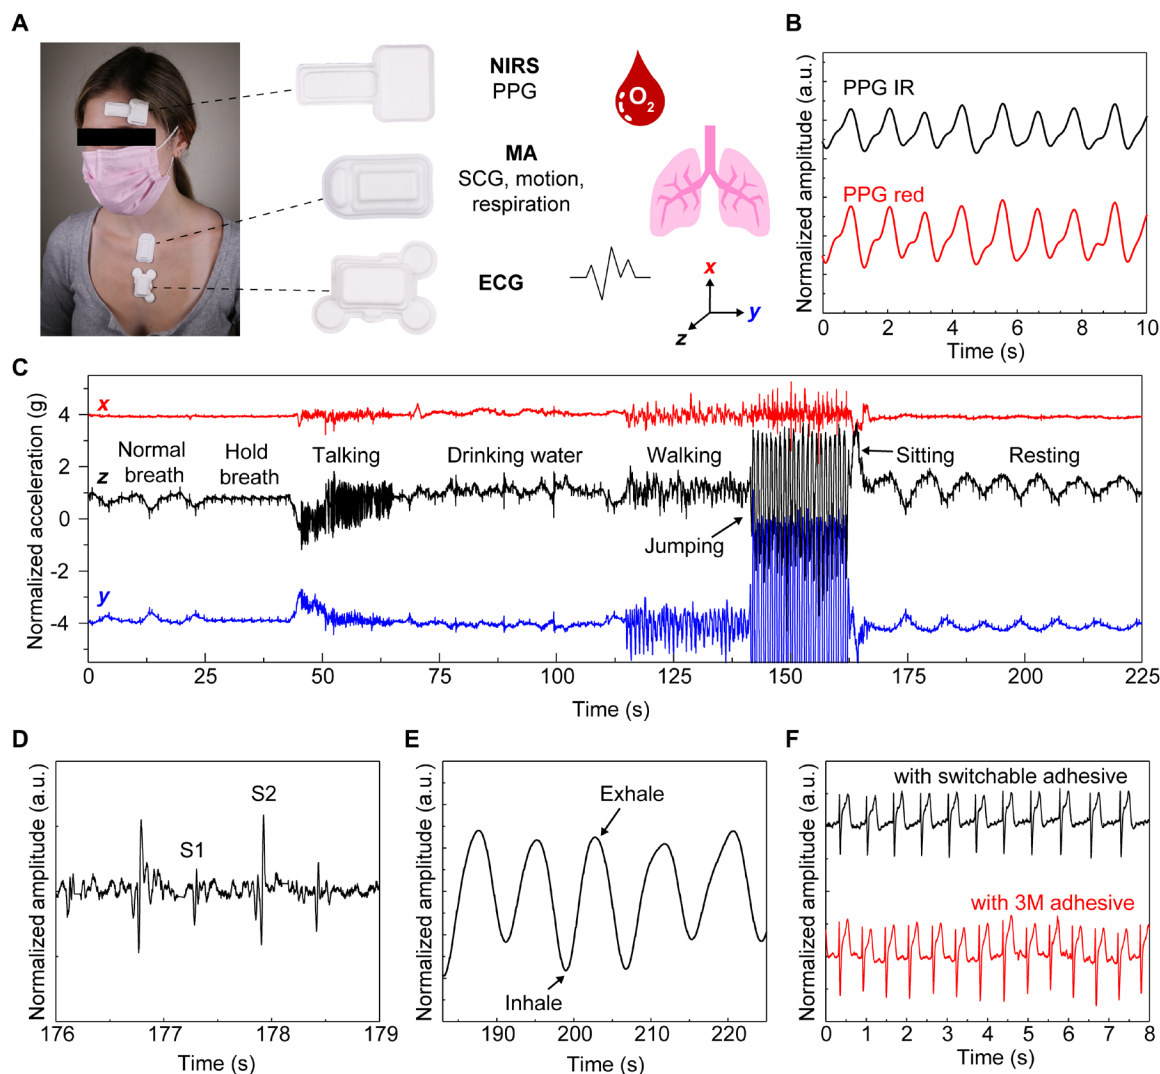 A
NIRS
PPG
O2
MA
SCG, motion,
respiration
ECG
x
y
z
B
Normalized amplitude (a.u.)
PPG IR
PPG red
0 2 4 6 8 10
Time (s)
C
Normalized acceleration (g)
4
2
0
-2
-4
x
z
y
Normal
breath
Hold
breath
Talking
Drinking water
Walking
Jumping
Sitting
Resting
0 25 50 75 100 125 150 175 200 225
Time (s)
D
Normalized amplitude (a.u.)
S1
S2
176 177 178 179
Time (s)
E
Normalized amplitude (a.u.)
Exhale
Inhale
190 200 210 220
Time (s)
F
Normalized amplitude (a.u.)
with switchable adhesive
with 3M adhesive
0 1 2 3 4 5 6 7 8
Time (s)